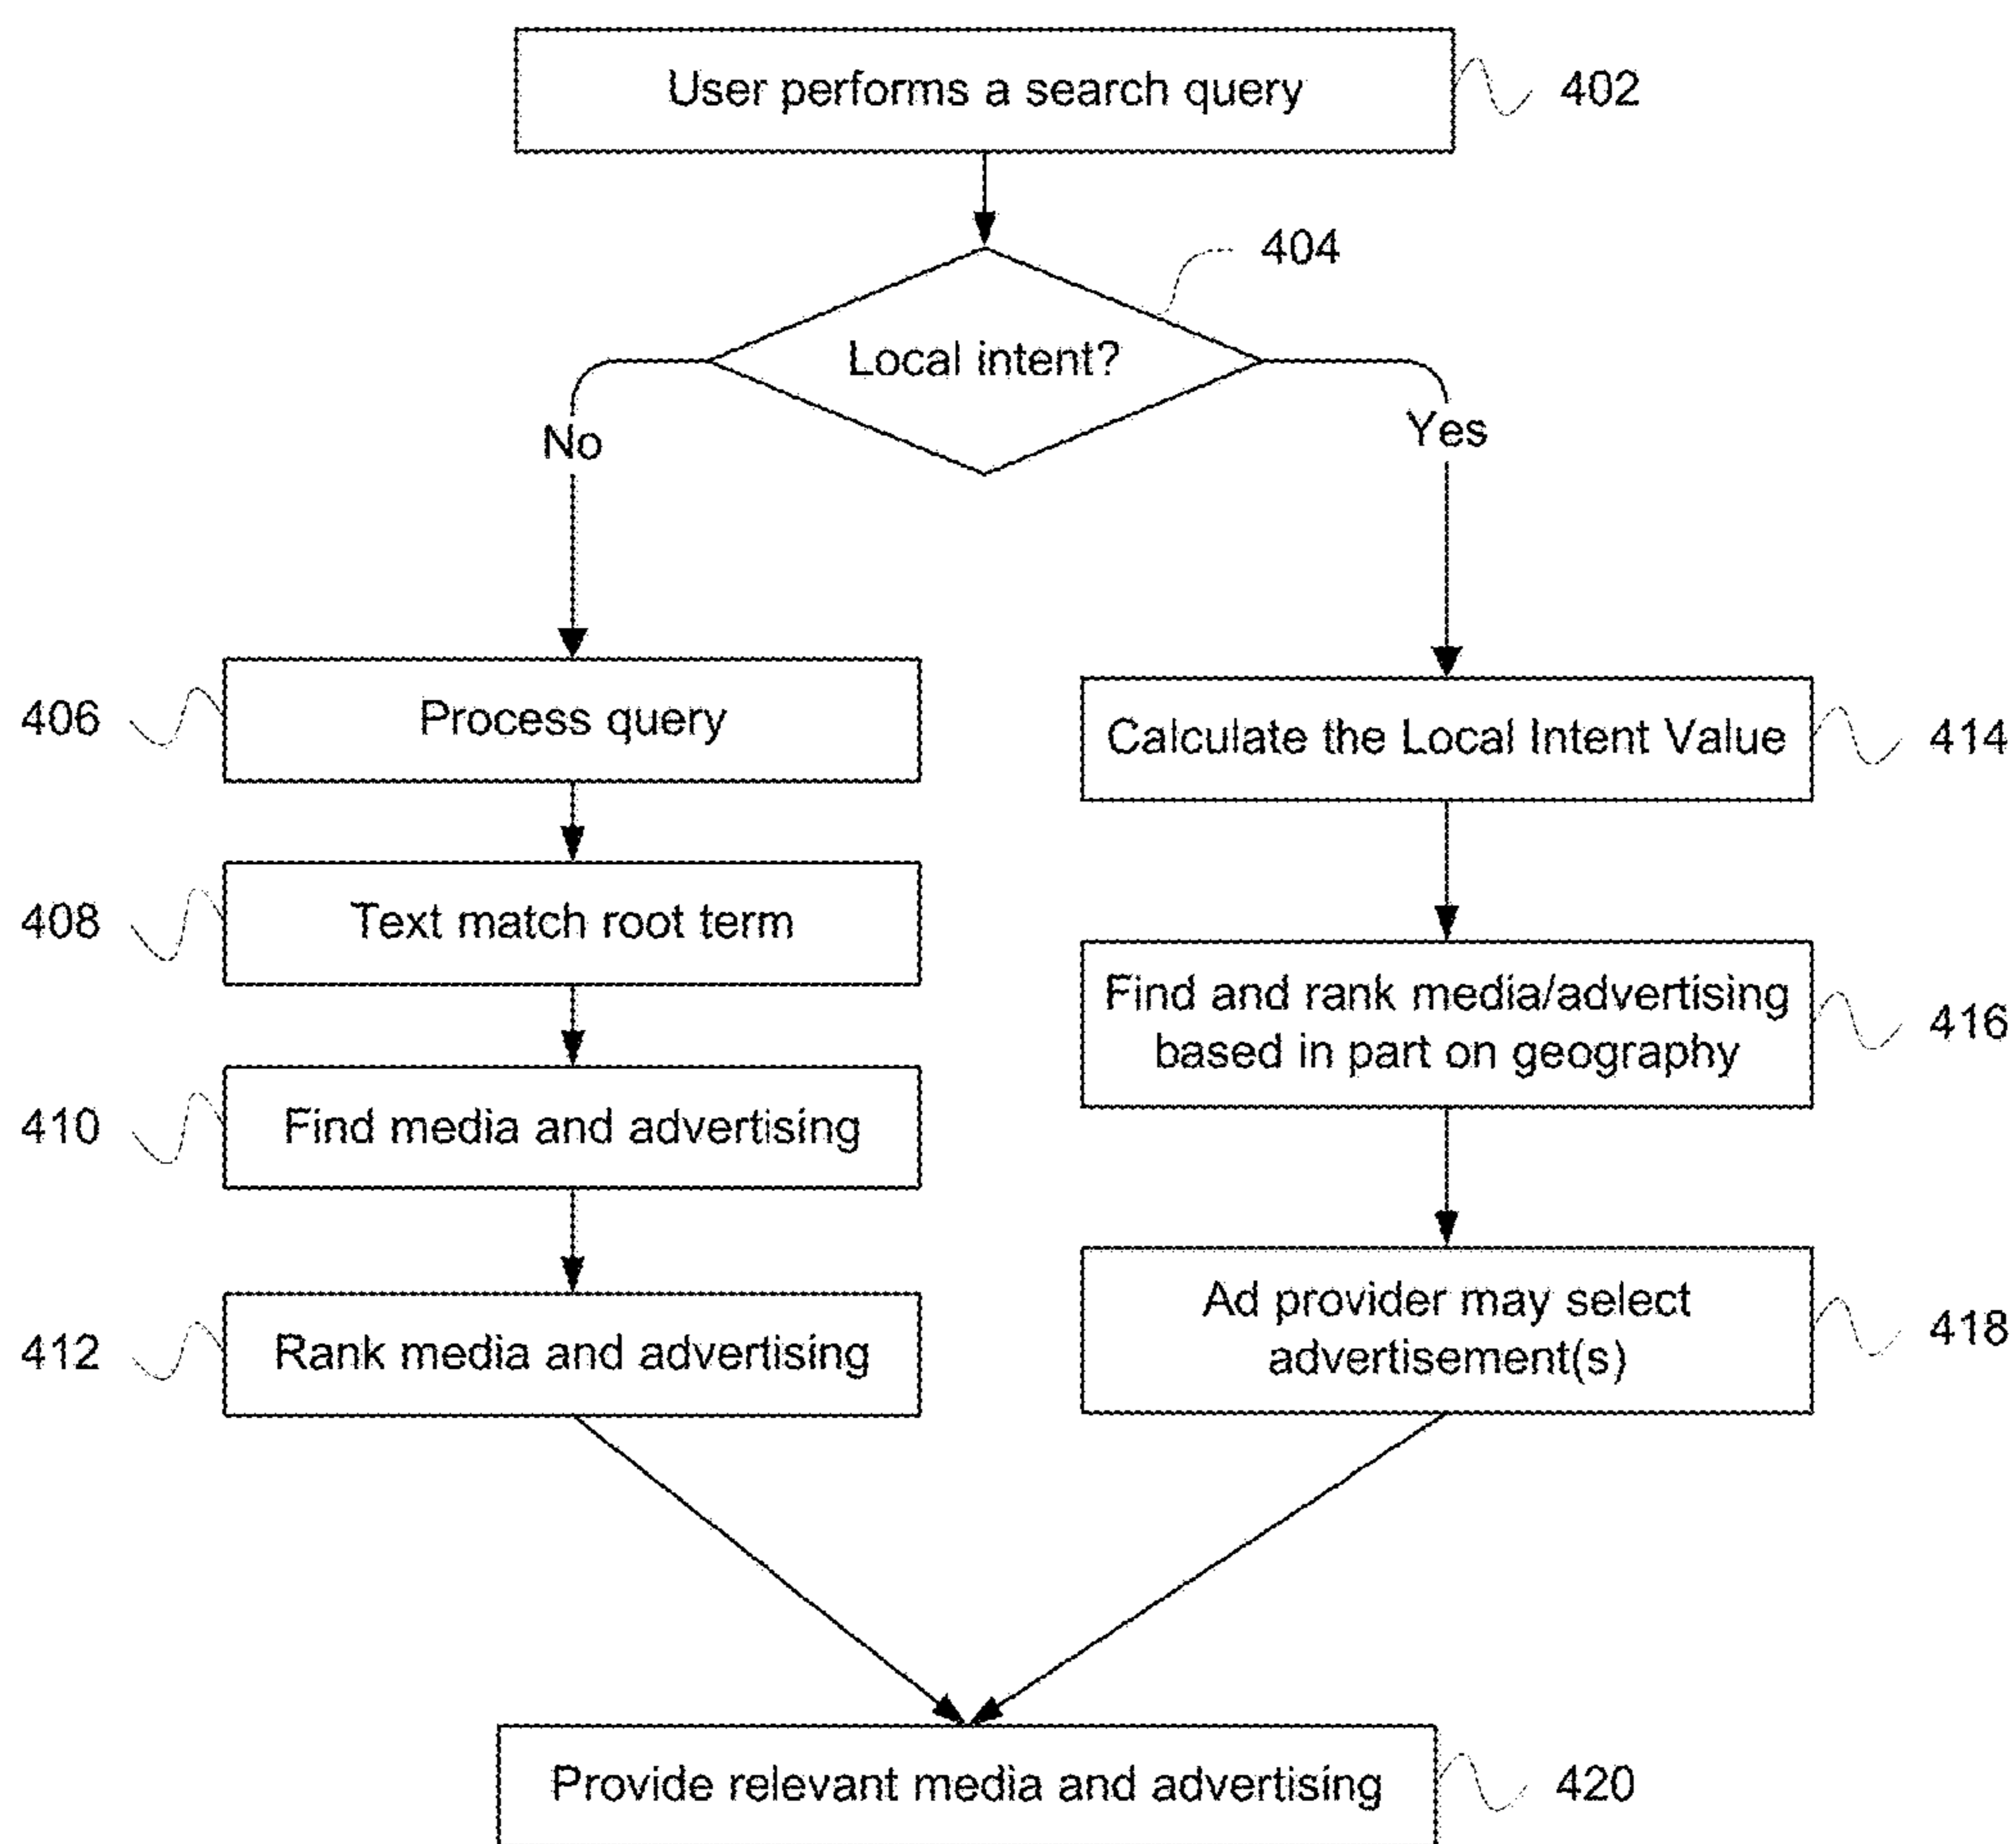 User performs a search query
402
404
Local intent?
No
Yes
406
Process query
408
Text match root term
410
Find media and advertising
412
Rank media and advertising
Calculate the Local Intent Value
414
Find and rank media/advertising
based in part on geography
416
Ad provider may select
advertisement(s)
418
Provide relevant media and advertising
420